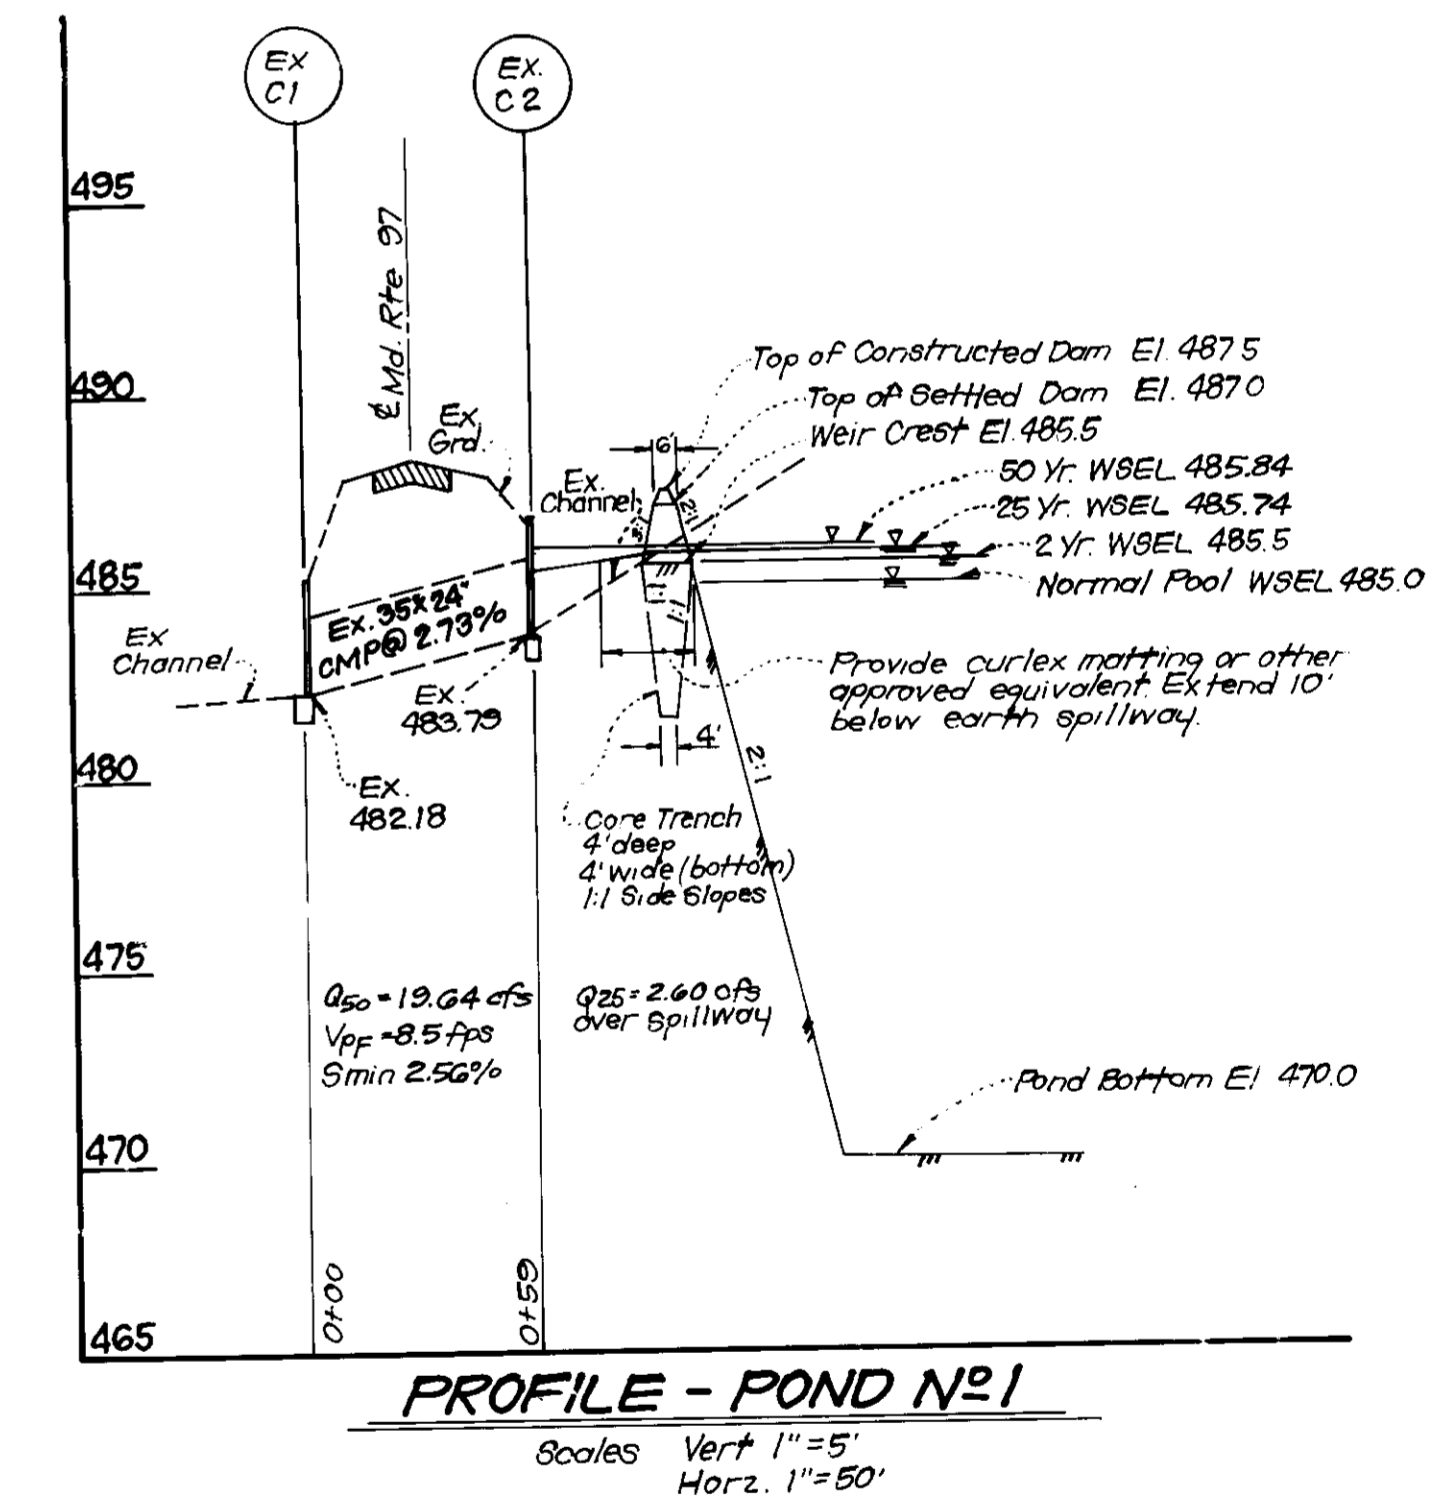 EX
C1
EX.
C2
495
490
485
480
475
470
465
℄ Md. Rte 97
Ex.
Grd.
Ex.
Channel
6'
Top of Constructed Dam El. 487.5
Top of Settled Dam El. 487.0
Weir Crest El. 485.5
50 Yr. WSEL 485.84
25 Yr. WSEL 485.74
2 Yr. WSEL 485.5
Normal Pool WSEL 485.0
2:1
1:1
Ex. 35"x24"
CMP@ 2.73%
Ex
Channel
Ex.
483.79
Ex.
482.18
Provide curlex matting or other
approved equivalent. Extend 10'
below earth spillway.
4'
2:1
Core Trench
4' deep
4' wide (bottom)
1:1 Side Slopes
Q50 = 19.64 cfs
VPF = 8.5 fps
Smin 2.56%
Q25 = 2.60 cfs
over spillway
Pond Bottom El 470.0
0+00
0+59
PROFILE - POND Nº 1
Scales Vert 1"=5'
Horz. 1"=50'